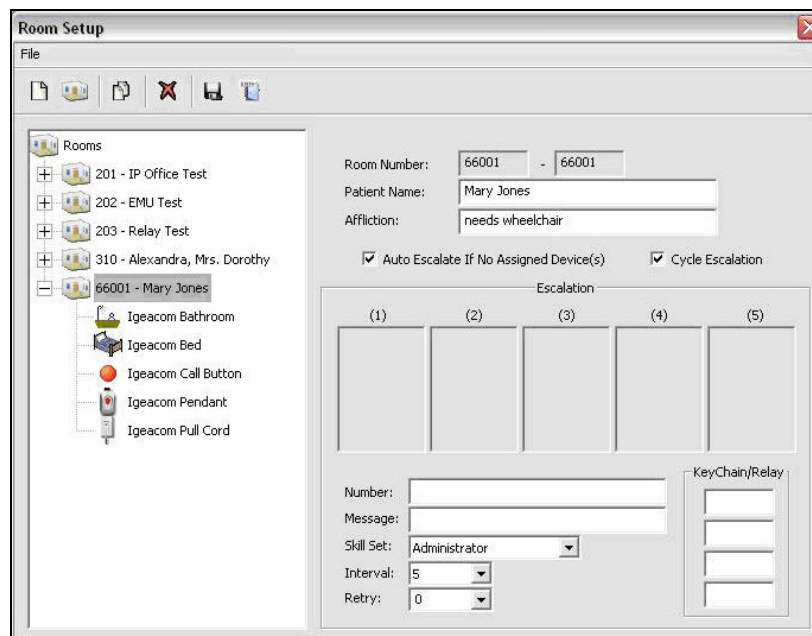 Room Setup
File
Rooms
201 - IP Office Test
202 - EMU Test
203 - Relay Test
310 - Alexandra, Mrs. Dorothy
66001 - Mary Jones
Igeacom Bathroom
Igeacom Bed
Igeacom Call Button
Igeacom Pendant
Igeacom Pull Cord
Room Number: 66001 - 66001
Patient Name: Mary Jones
Affliction: needs wheelchair
Auto Escalate If No Assigned Device(s) Cycle Escalation
Escalation
(1) (2) (3) (4) (5)
KeyChain/Relay
Number:
Message:
Skill Set: Administrator
Interval: 5
Retry: 0